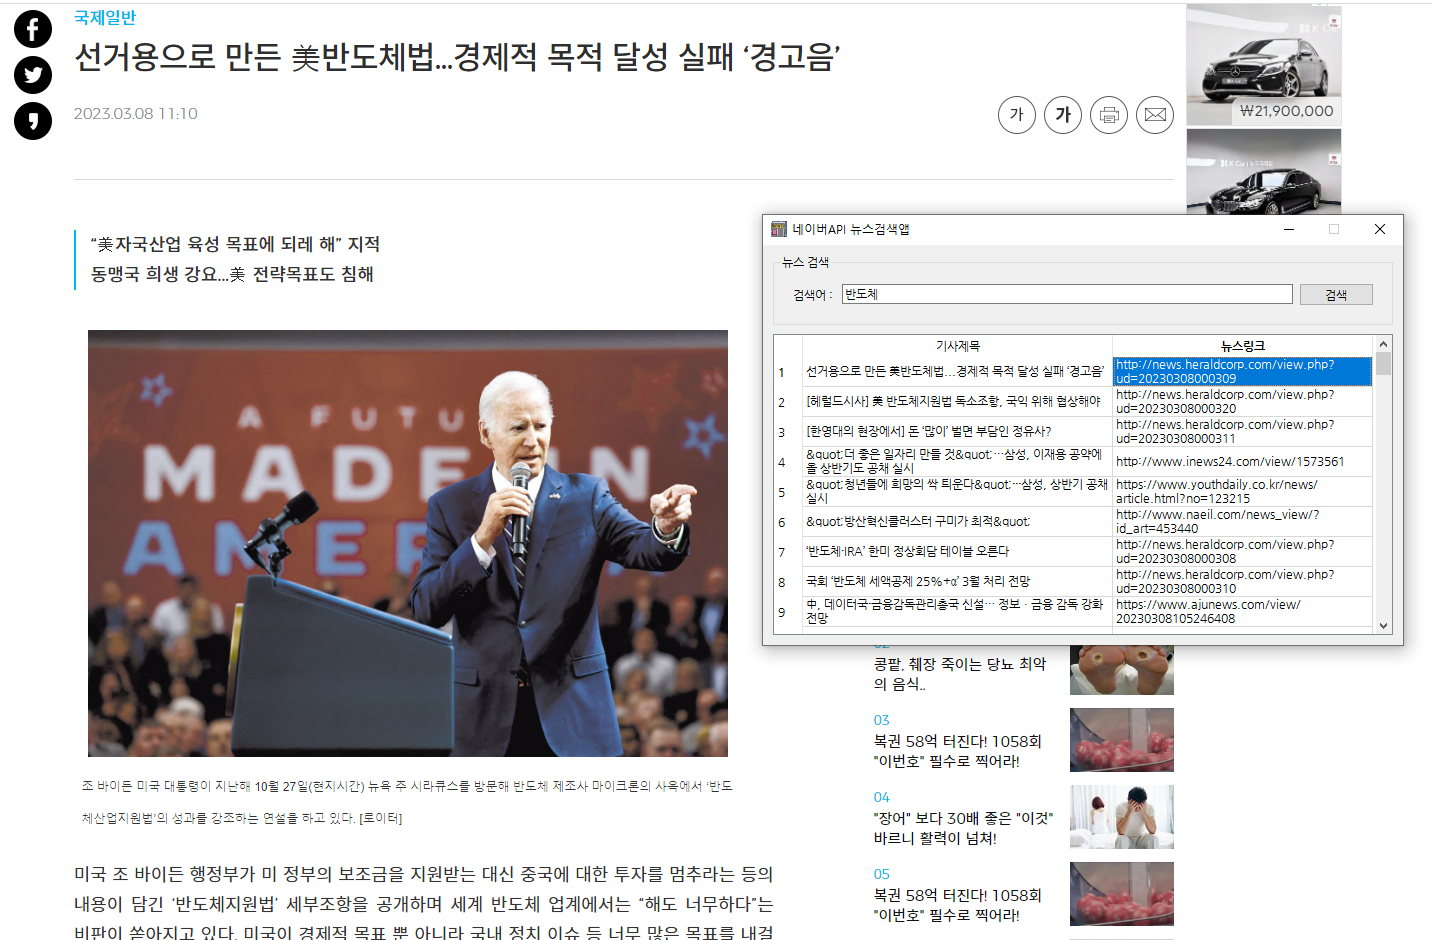 국제일반
선거용으로 만든 美반도체법...경제적 목적 달성 실패 ‘경고음’
2023.03.08 11:10
가
가
₩21,900,000
K Car
“美자국산업 육성 목표에 되레 해” 지적
동맹국 희생 강요...美 전략목표도 침해
A FUTU
MADE IN
AMERICA
조 바이든 미국 대통령이 지난해 10월 27일(현지시간) 뉴욕 주 시라큐스를 방문해 반도체 제조사 마이크론의 사옥에서 ‘반도
체산업지원법’의 성과를 강조하는 연설을 하고 있다. [로이터]
미국 조 바이든 행정부가 미 정부의 보조금을 지원받는 대신 중국에 대한 투자를 멈추라는 등의
내용이 담긴 ‘반도체지원법’ 세부조항을 공개하며 세계 반도체 업계에서는 “해도 너무하다”는
비판이 쏟아지고 있다. 미국이 경제적 목표 뿐 아니라 국내 정치 이슈 등 너무 많은 목표를 내걸
네이버API 뉴스검색앱
뉴스 검색
검색어 :
반도체
검색
기사제목
뉴스링크
1 선거용으로 만든 美반도체법...경제적 목적 달성 실패 ‘경고음’ http://news.heraldcorp.com/view.php?
ud=20230308000309
2 [헤럴드시사] 美 반도체지원법 독소조항, 국익 위해 협상해야 http://news.heraldcorp.com/view.php?
ud=20230308000320
3 [한영대의 현장에서] 돈 ‘많이’ 벌면 부담인 정유사? http://news.heraldcorp.com/view.php?
ud=20230308000311
4 &quot;더 좋은 일자리 만들 것&quot;…삼성, 이재용 공약에
올 상반기도 공채 실시 http://www.inews24.com/view/1573561
5 &quot;청년들에 희망의 싹 틔운다&quot;…삼성, 상반기 공채
실시 https://www.youthdaily.co.kr/news/
article.html?no=123215
6 &quot;방산혁신클러스터 구미가 최적&quot; http://www.naeil.com/news_view/?
id_art=453440
7 ‘반도체·IRA’ 한미 정상회담 테이블 오른다 http://news.heraldcorp.com/view.php?
ud=20230308000308
8 국회 ‘반도체 세액공제 25%+α’ 3월 처리 전망 http://news.heraldcorp.com/view.php?
ud=20230308000310
9 中, 데이터국·금융감독관리총국 신설… 정보·금융 감독 강화
전망 https://www.ajunews.com/view/
20230308105246408
02
콩팥, 췌장 죽이는 당뇨 최악
의 음식..
03
복권 58억 터진다! 1058회
"이번호" 필수로 찍어라!
04
"장어" 보다 30배 좋은 "이것"
바르니 활력이 넘쳐!
05
복권 58억 터진다! 1058회
"이번호" 필수로 찍어라!